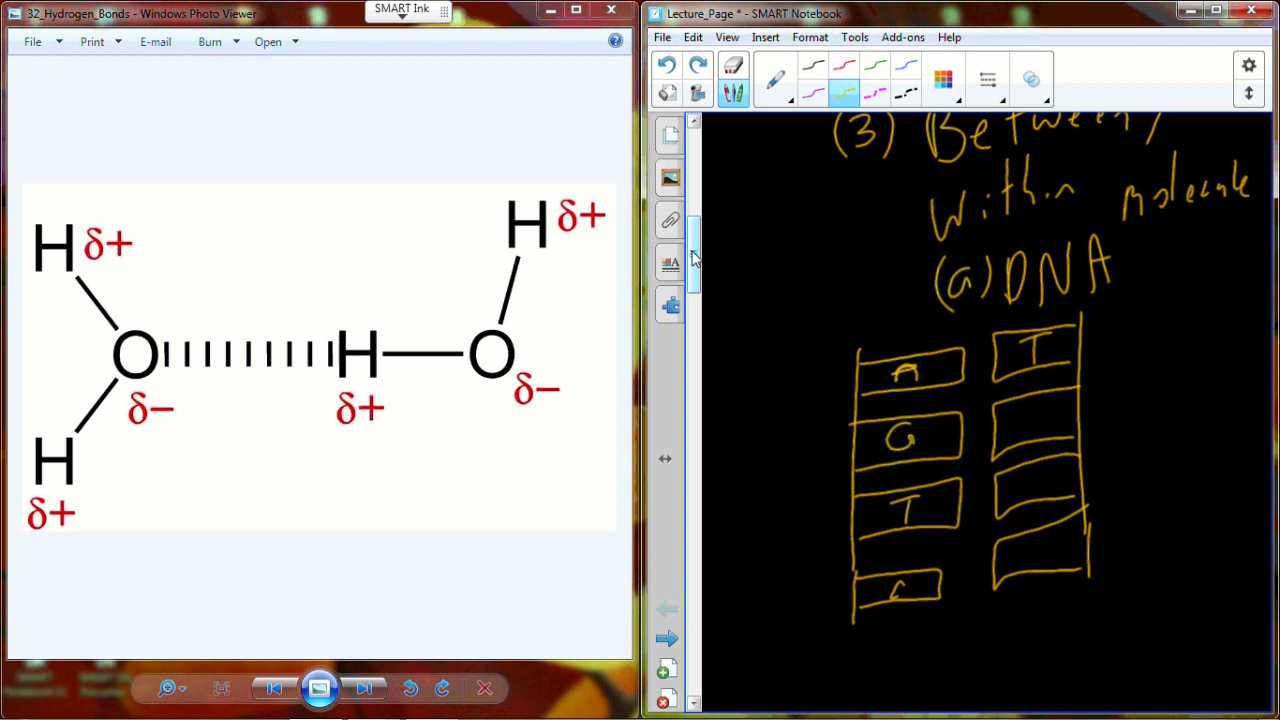 32_Hydrogen_Bonds - Windows Photo Viewer
SMART Ink
File Print E-mail Burn Open
H δ+
H δ+
O δ-
H δ+
O δ-
H δ+
Lecture_Page * - SMART Notebook
File Edit View Insert Format Tools Add-ons Help
(3) Between/
Within molecule
(a) DNA
A T
G
T
C